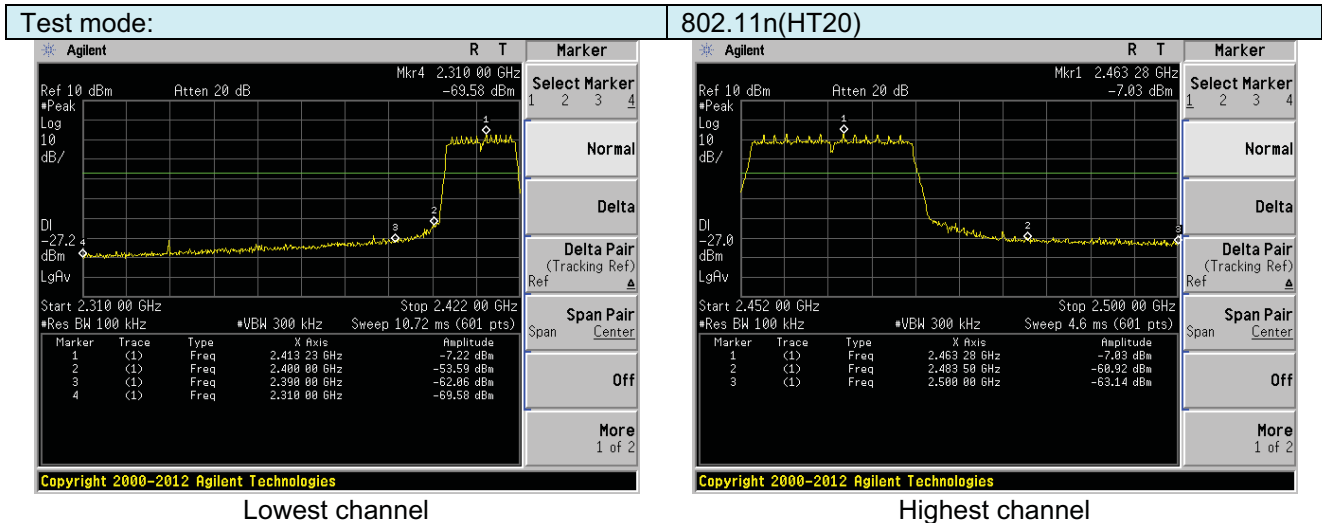 Test mode: 802.11n(HT20)
Agilent R T Marker
Mkr4 2.310 00 GHz
Ref 10 dBm Atten 20 dB -69.58 dBm
#Peak
Log
10
dB/
1
2
3
4
DI
-27.2
dBm
LgAv
Start 2.310 00 GHz Stop 2.422 00 GHz
#Res BW 100 kHz #VBW 300 kHz Sweep 10.72 ms (601 pts)
Marker Trace Type X Axis Amplitude
1 (1) Freq 2.413 23 GHz -7.22 dBm
2 (1) Freq 2.400 00 GHz -53.59 dBm
3 (1) Freq 2.390 00 GHz -62.06 dBm
4 (1) Freq 2.310 00 GHz -69.58 dBm
Select Marker
1 2 3 4
Normal
Delta
Delta Pair
(Tracking Ref)
Ref Δ
Span Pair
Span Center
Off
More
1 of 2
Copyright 2000-2012 Agilent Technologies
Lowest channel
Agilent R T Marker
Mkr1 2.463 28 GHz
Ref 10 dBm Atten 20 dB -7.03 dBm
#Peak
Log
10
dB/
1
2
3
DI
-27.0
dBm
LgAv
Start 2.452 00 GHz Stop 2.500 00 GHz
#Res BW 100 kHz #VBW 300 kHz Sweep 4.6 ms (601 pts)
Marker Trace Type X Axis Amplitude
1 (1) Freq 2.463 28 GHz -7.03 dBm
2 (1) Freq 2.483 50 GHz -60.92 dBm
3 (1) Freq 2.500 00 GHz -63.14 dBm
Select Marker
1 2 3 4
Normal
Delta
Delta Pair
(Tracking Ref)
Ref Δ
Span Pair
Span Center
Off
More
1 of 2
Copyright 2000-2012 Agilent Technologies
Highest channel